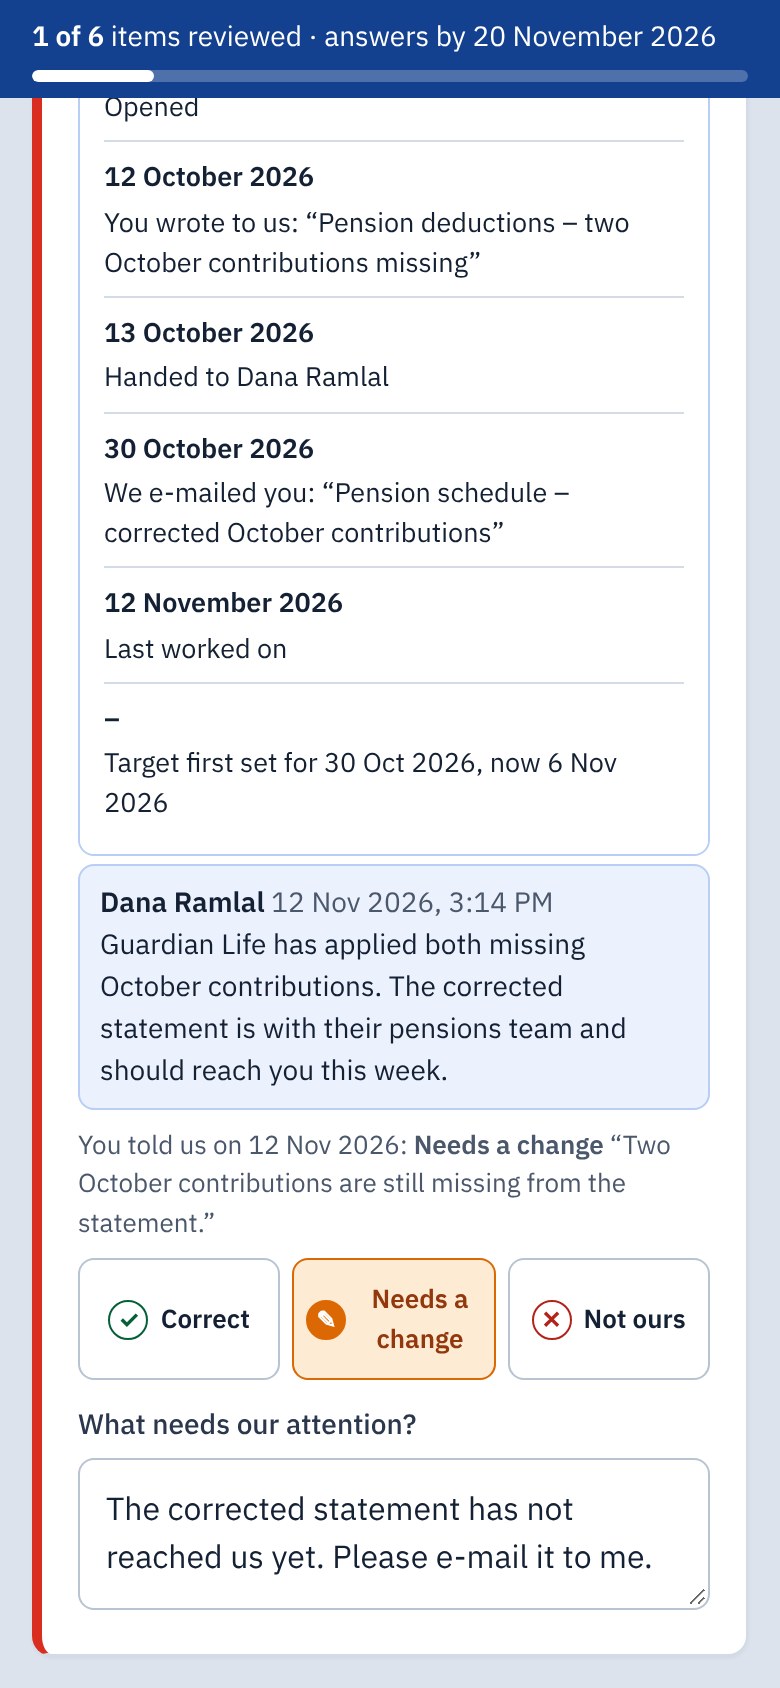 1 of 6 items reviewed · answers by 20 November 2026
Opened
12 October 2026
You wrote to us: “Pension deductions – two
October contributions missing”
13 October 2026
Handed to Dana Ramlal
30 October 2026
We e-mailed you: “Pension schedule –
corrected October contributions”
12 November 2026
Last worked on
–
Target first set for 30 Oct 2026, now 6 Nov
2026
Dana Ramlal 12 Nov 2026, 3:14 PM
Guardian Life has applied both missing
October contributions. The corrected
statement is with their pensions team and
should reach you this week.
You told us on 12 Nov 2026: Needs a change “Two
October contributions are still missing from the
statement.”
Correct
Needs a
change
Not ours
What needs our attention?
The corrected statement has not
reached us yet. Please e-mail it to me.